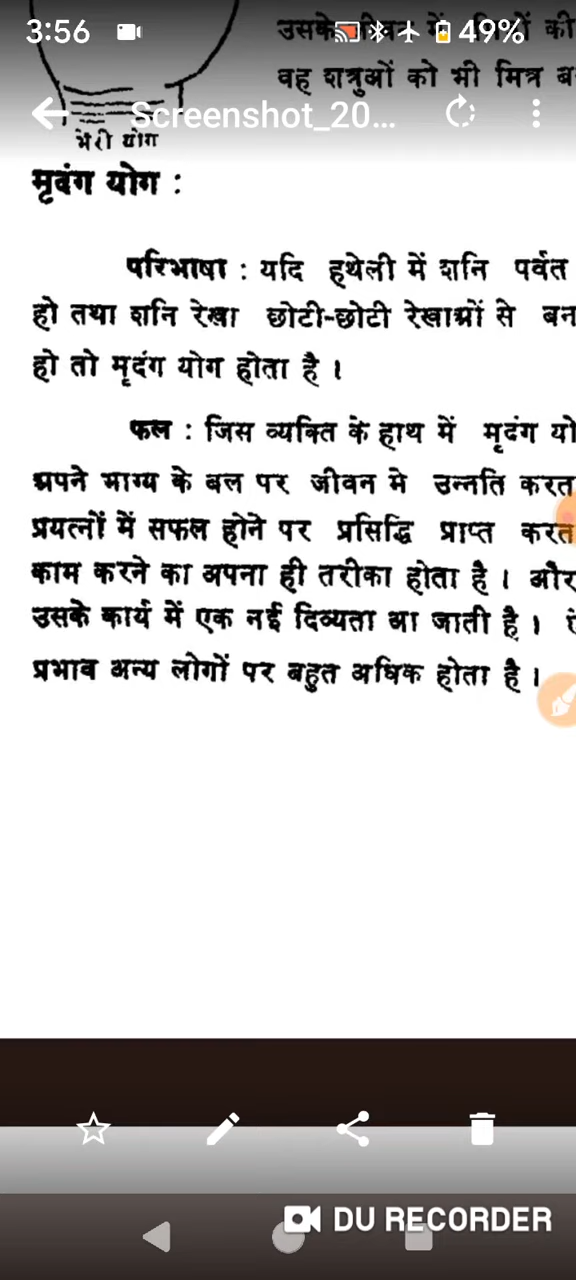 3:56 49%
वह शत्रुओं को भी मित्र
Screenshot_20...
भेरी योग
मृदंग योग :
परिभाषा : यदि हथेली में शनि पर्वत
हो तथा शनि रेखा छोटी-छोटी रेखाओं से बन
हो तो मृदंग योग होता है ।
फल : जिस व्यक्ति के हाथ में मृदंग यो
अपने भाग्य के बल पर जीवन मे उन्नति करत
प्रयत्नों में सफल होने पर प्रसिद्धि प्राप्त करत
काम करने का अपना ही तरीका होता है । और
उसके कार्य में एक नई दिव्यता आ जाती है ।
प्रभाव अन्य लोगों पर बहुत अधिक होता है ।
DU RECORDER